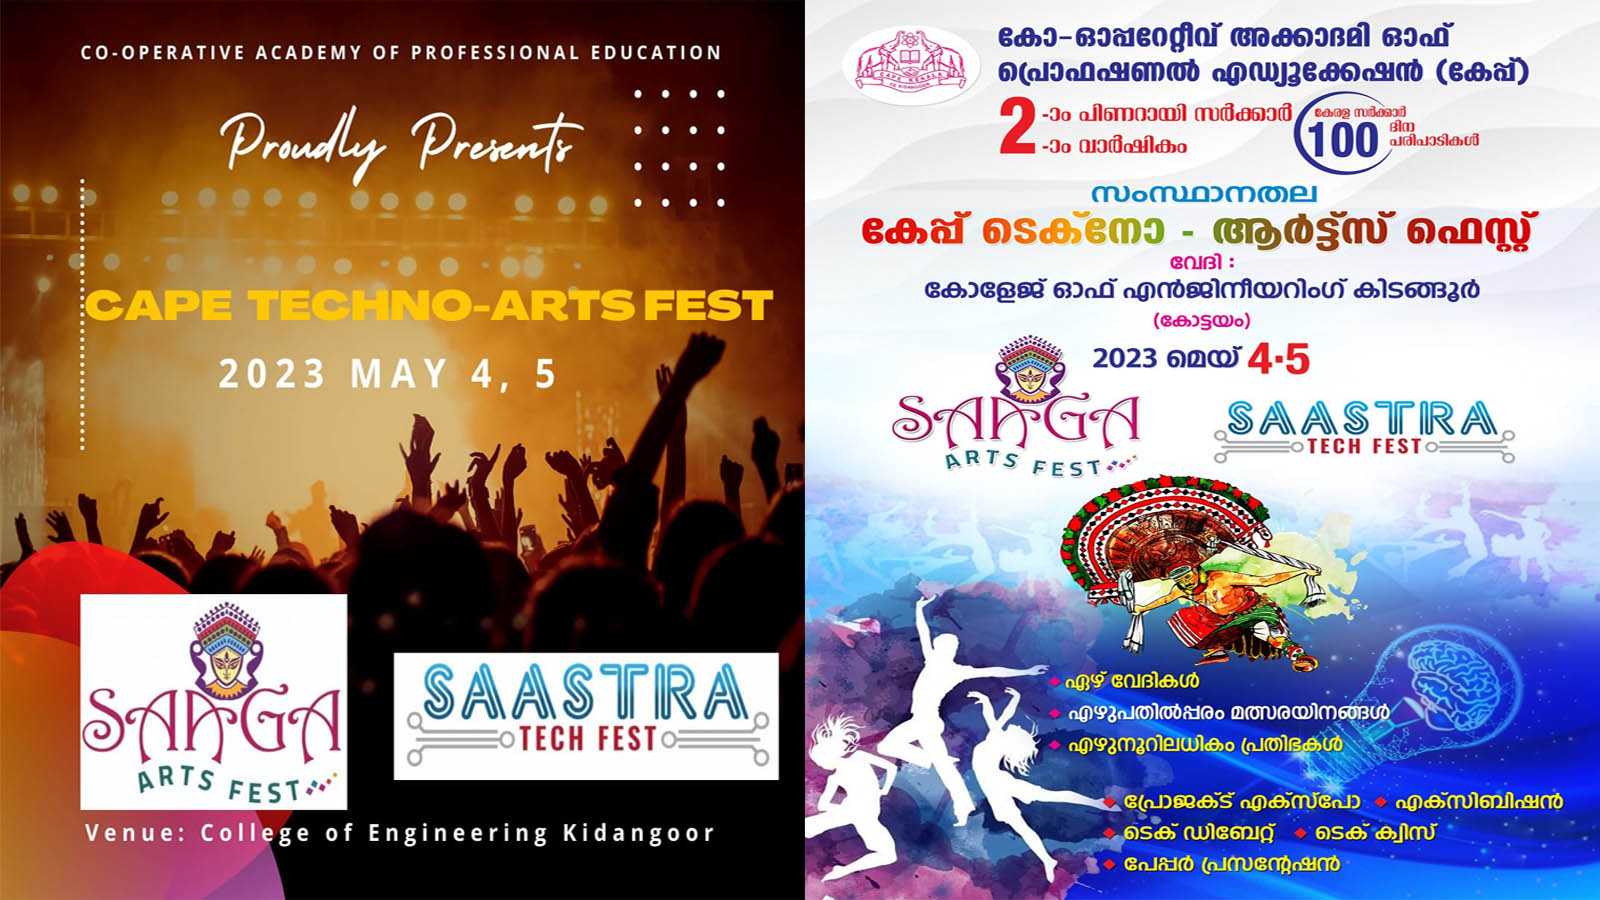 CO-OPERATIVE ACADEMY OF PROFESSIONAL EDUCATION
Proudly Presents
CAPE TECHNO-ARTS FEST
2023 MAY 4, 5
SAAGA
ARTS FEST
SAASTRA
TECH FEST
Venue: College of Engineering Kidangoor
കോ-ഓപ്പറേറ്റീവ് അക്കാദമി ഓഫ്
പ്രൊഫഷണൽ എഡ്യൂക്കേഷൻ (കേപ്പ്)
2 -ാം പിണറായി സർക്കാർ
-ാം വാർഷികം
കേരള സർക്കാർ
100 ദിന
പരിപാടികൾ
CAPE KERALA
CE KIDANGOOR
സംസ്ഥാനതല
കേപ്പ് ടെക്നോ - ആർട്ട്സ് ഫെസ്റ്റ്
വേദി :
കോളേജ് ഓഫ് എൻജിനീയറിംഗ് കിടങ്ങൂർ
(കോട്ടയം)
2023 മെയ് 4·5
SAAGA
ARTS FEST
SAASTRA
TECH FEST
ഏഴ് വേദികൾ
എഴുപതിൽപ്പരം മത്സരയിനങ്ങൾ
എഴുനൂറിലധികം പ്രതിഭകൾ
പ്രോജക്ട് എക്സ്പോ എക്സിബിഷൻ
ടെക് ഡിബേറ്റ് ടെക് ക്വിസ്
പേപ്പർ പ്രസന്റേഷൻ